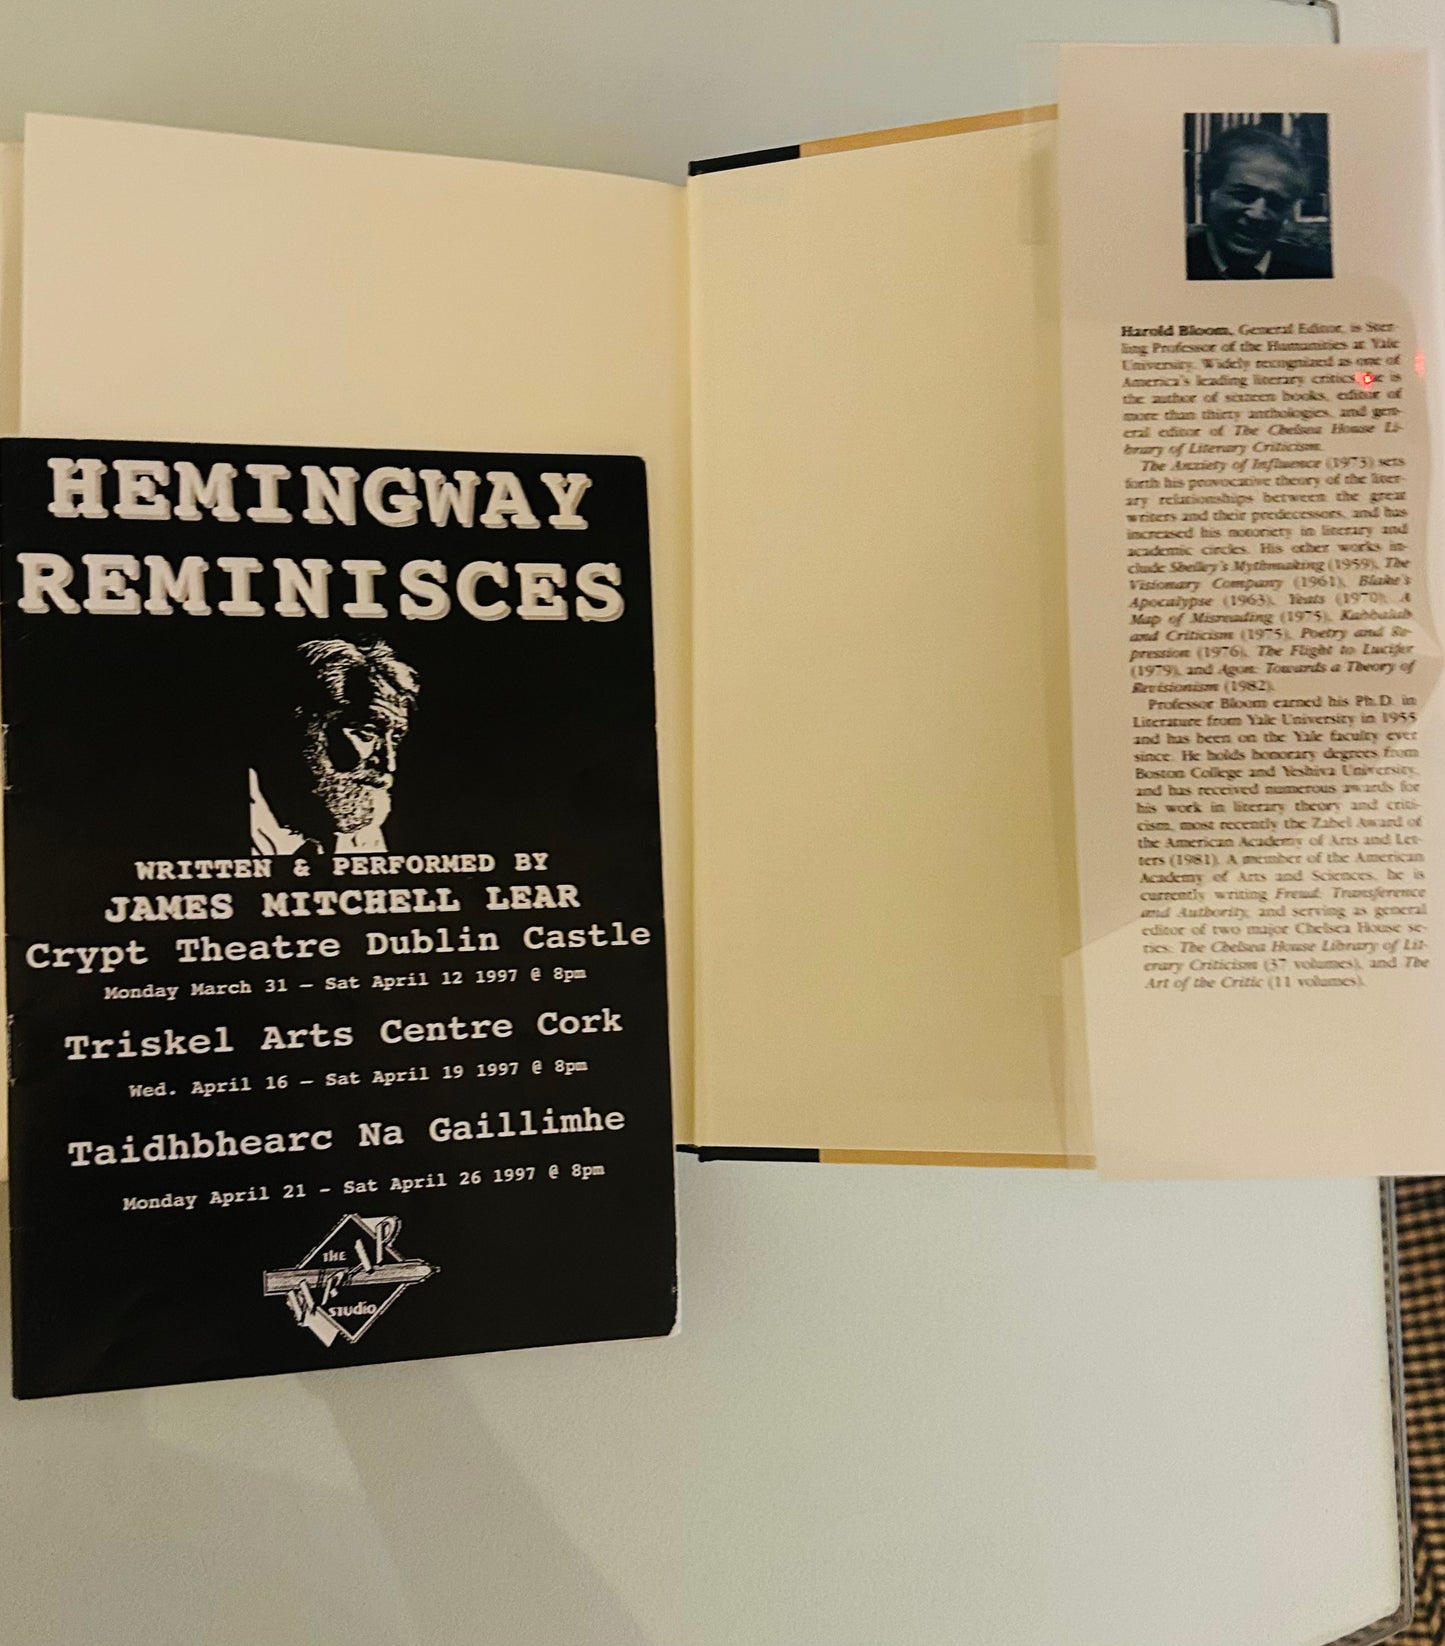 HEMINGWAY
REMINISCES
WRITTEN & PERFORMED BY
JAMES MITCHELL LEAR
Crypt Theatre Dublin Castle
Monday March 31 – Sat April 12 1997 @ 8pm
Triskel Arts Centre Cork
Wed. April 16 – Sat April 19 1997 @ 8pm
Taidhbhearc Na Gaillimhe
Monday April 21 – Sat April 26 1997 @ 8pm
THE
STUDIO
Harold Bloom, General Editor, is Ster-
ling Professor of the Humanities at Yale
University. Widely recognized as one of
America's leading literary critics, he is
the author of sixteen books, editor of
more than thirty anthologies, and gen-
eral editor of The Chelsea House Li-
brary of Literary Criticism.
The Anxiety of Influence (1973) sets
forth his provocative theory of the liter-
ary relationships between the great
writers and their predecessors, and has
increased his notoriety in literary and
academic circles. His other works in-
clude Shelley's Mythmaking (1959), The
Visionary Company (1961), Blake's
Apocalypse (1963), Yeats (1970), A
Map of Misreading (1975), Kabbalah
and Criticism (1975), Poetry and Re-
pression (1976), The Flight to Lucifer
(1979), and Agon: Towards a Theory of
Revisionism (1982).
Professor Bloom earned his Ph.D. in
Literature from Yale University in 1955
and has been on the Yale faculty ever
since. He holds honorary degrees from
Boston College and Yeshiva University,
and has received numerous awards for
his work in literary theory and criti-
cism, most recently the Zabel Award of
the American Academy of Arts and Let-
ters (1981). A member of the American
Academy of Arts and Sciences, he is
currently writing Freud: Transference
and Authority, and serving as general
editor of two major Chelsea House se-
ries: The Chelsea House Library of Lit-
erary Criticism (37 volumes), and The
Art of the Critic (11 volumes).